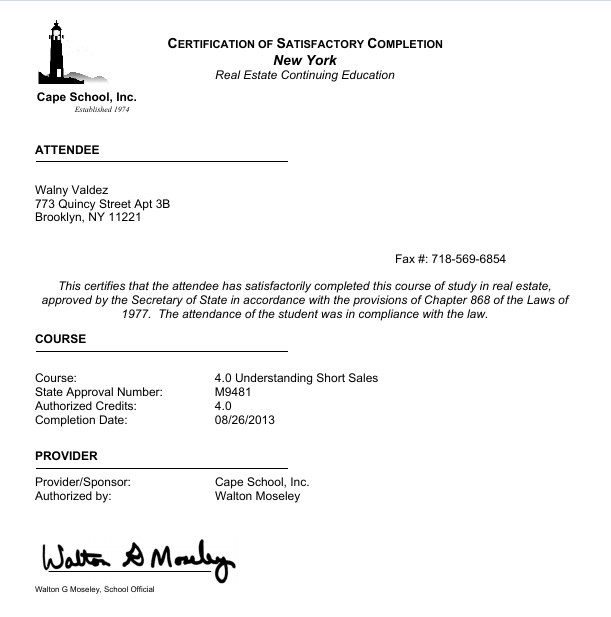 CERTIFICATION OF SATISFACTORY COMPLETION
New York
Real Estate Continuing Education
Cape School, Inc.
Established 1974
ATTENDEE
Walny Valdez
773 Quincy Street Apt 3B
Brooklyn, NY 11221
Fax #: 718-569-6854
This certifies that the attendee has satisfactorily completed this course of study in real estate,
approved by the Secretary of State in accordance with the provisions of Chapter 868 of the Laws of
1977. The attendance of the student was in compliance with the law.
COURSE
Course: 4.0 Understanding Short Sales
State Approval Number: M9481
Authorized Credits: 4.0
Completion Date: 08/26/2013
PROVIDER
Provider/Sponsor: Cape School, Inc.
Authorized by: Walton Moseley
Walton G Moseley
Walton G Moseley, School Official